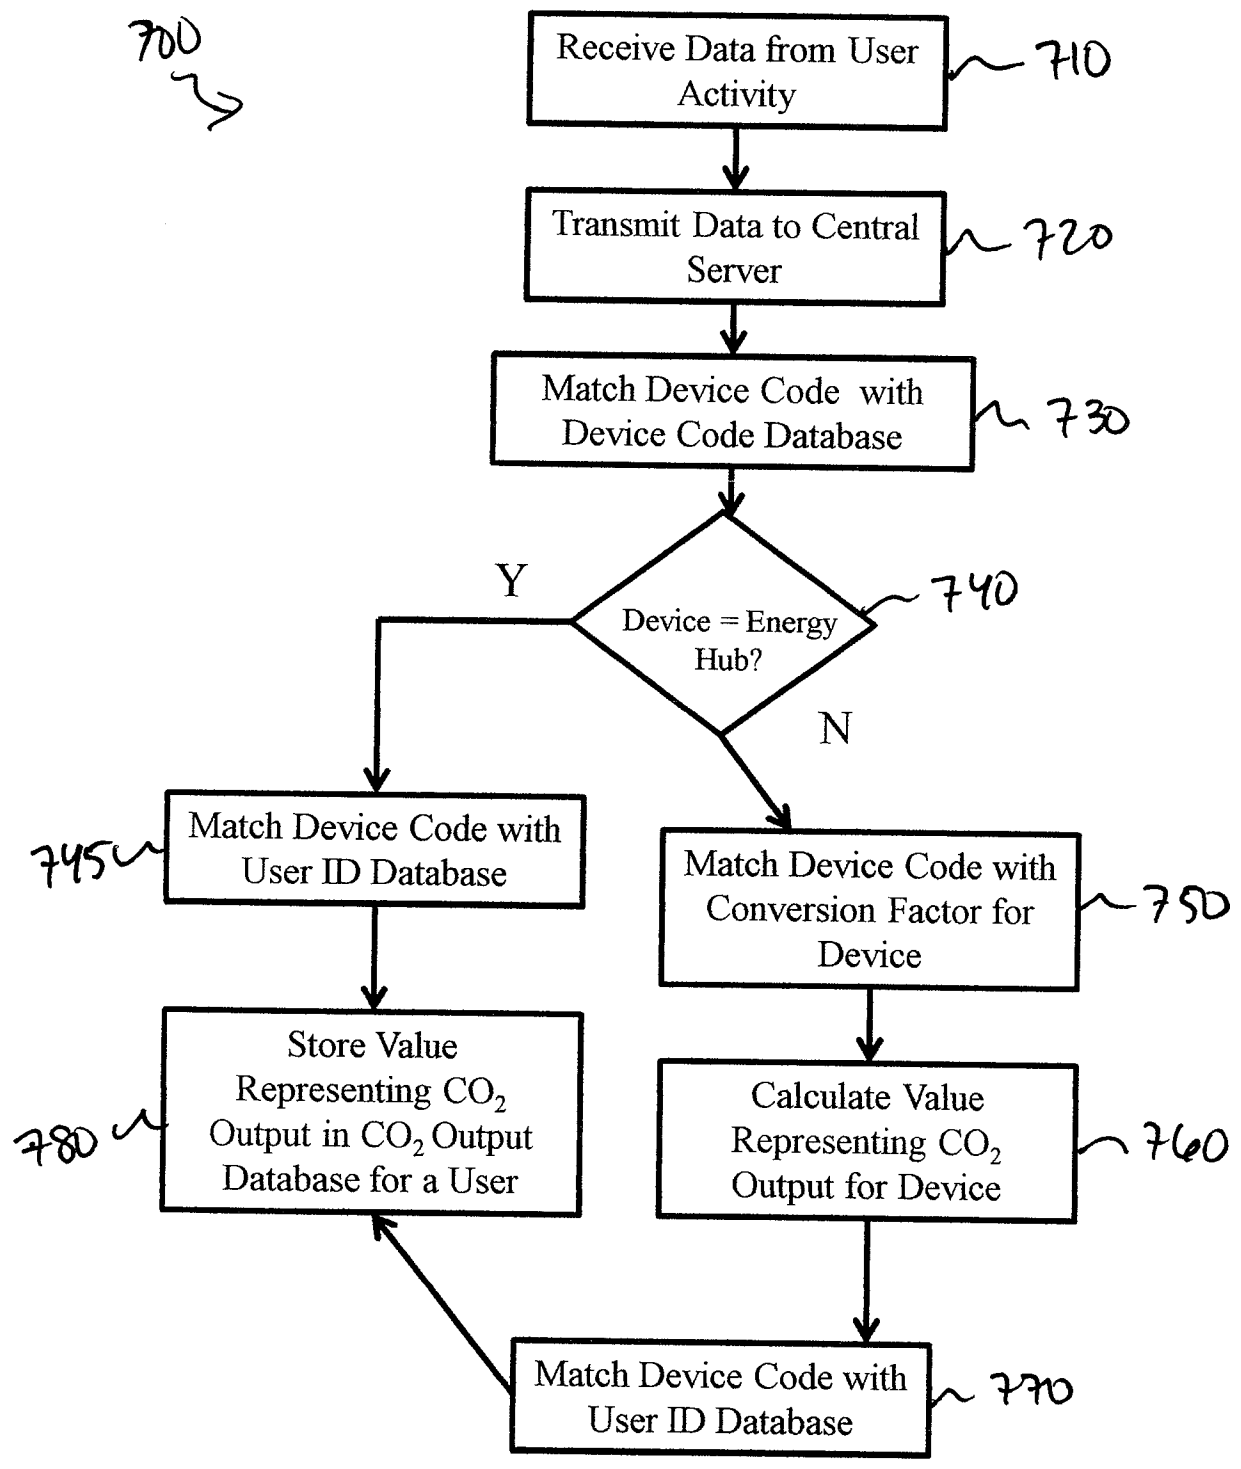 700
Receive Data from User
Activity
710
Transmit Data to Central
Server
720
Match Device Code with
Device Code Database
730
Y
Device = Energy
Hub?
740
N
Match Device Code with
User ID Database
745
Match Device Code with
Conversion Factor for
Device
750
Store Value
Representing CO₂
Output in CO₂ Output
Database for a User
780
Calculate Value
Representing CO₂
Output for Device
760
Match Device Code with
User ID Database
770